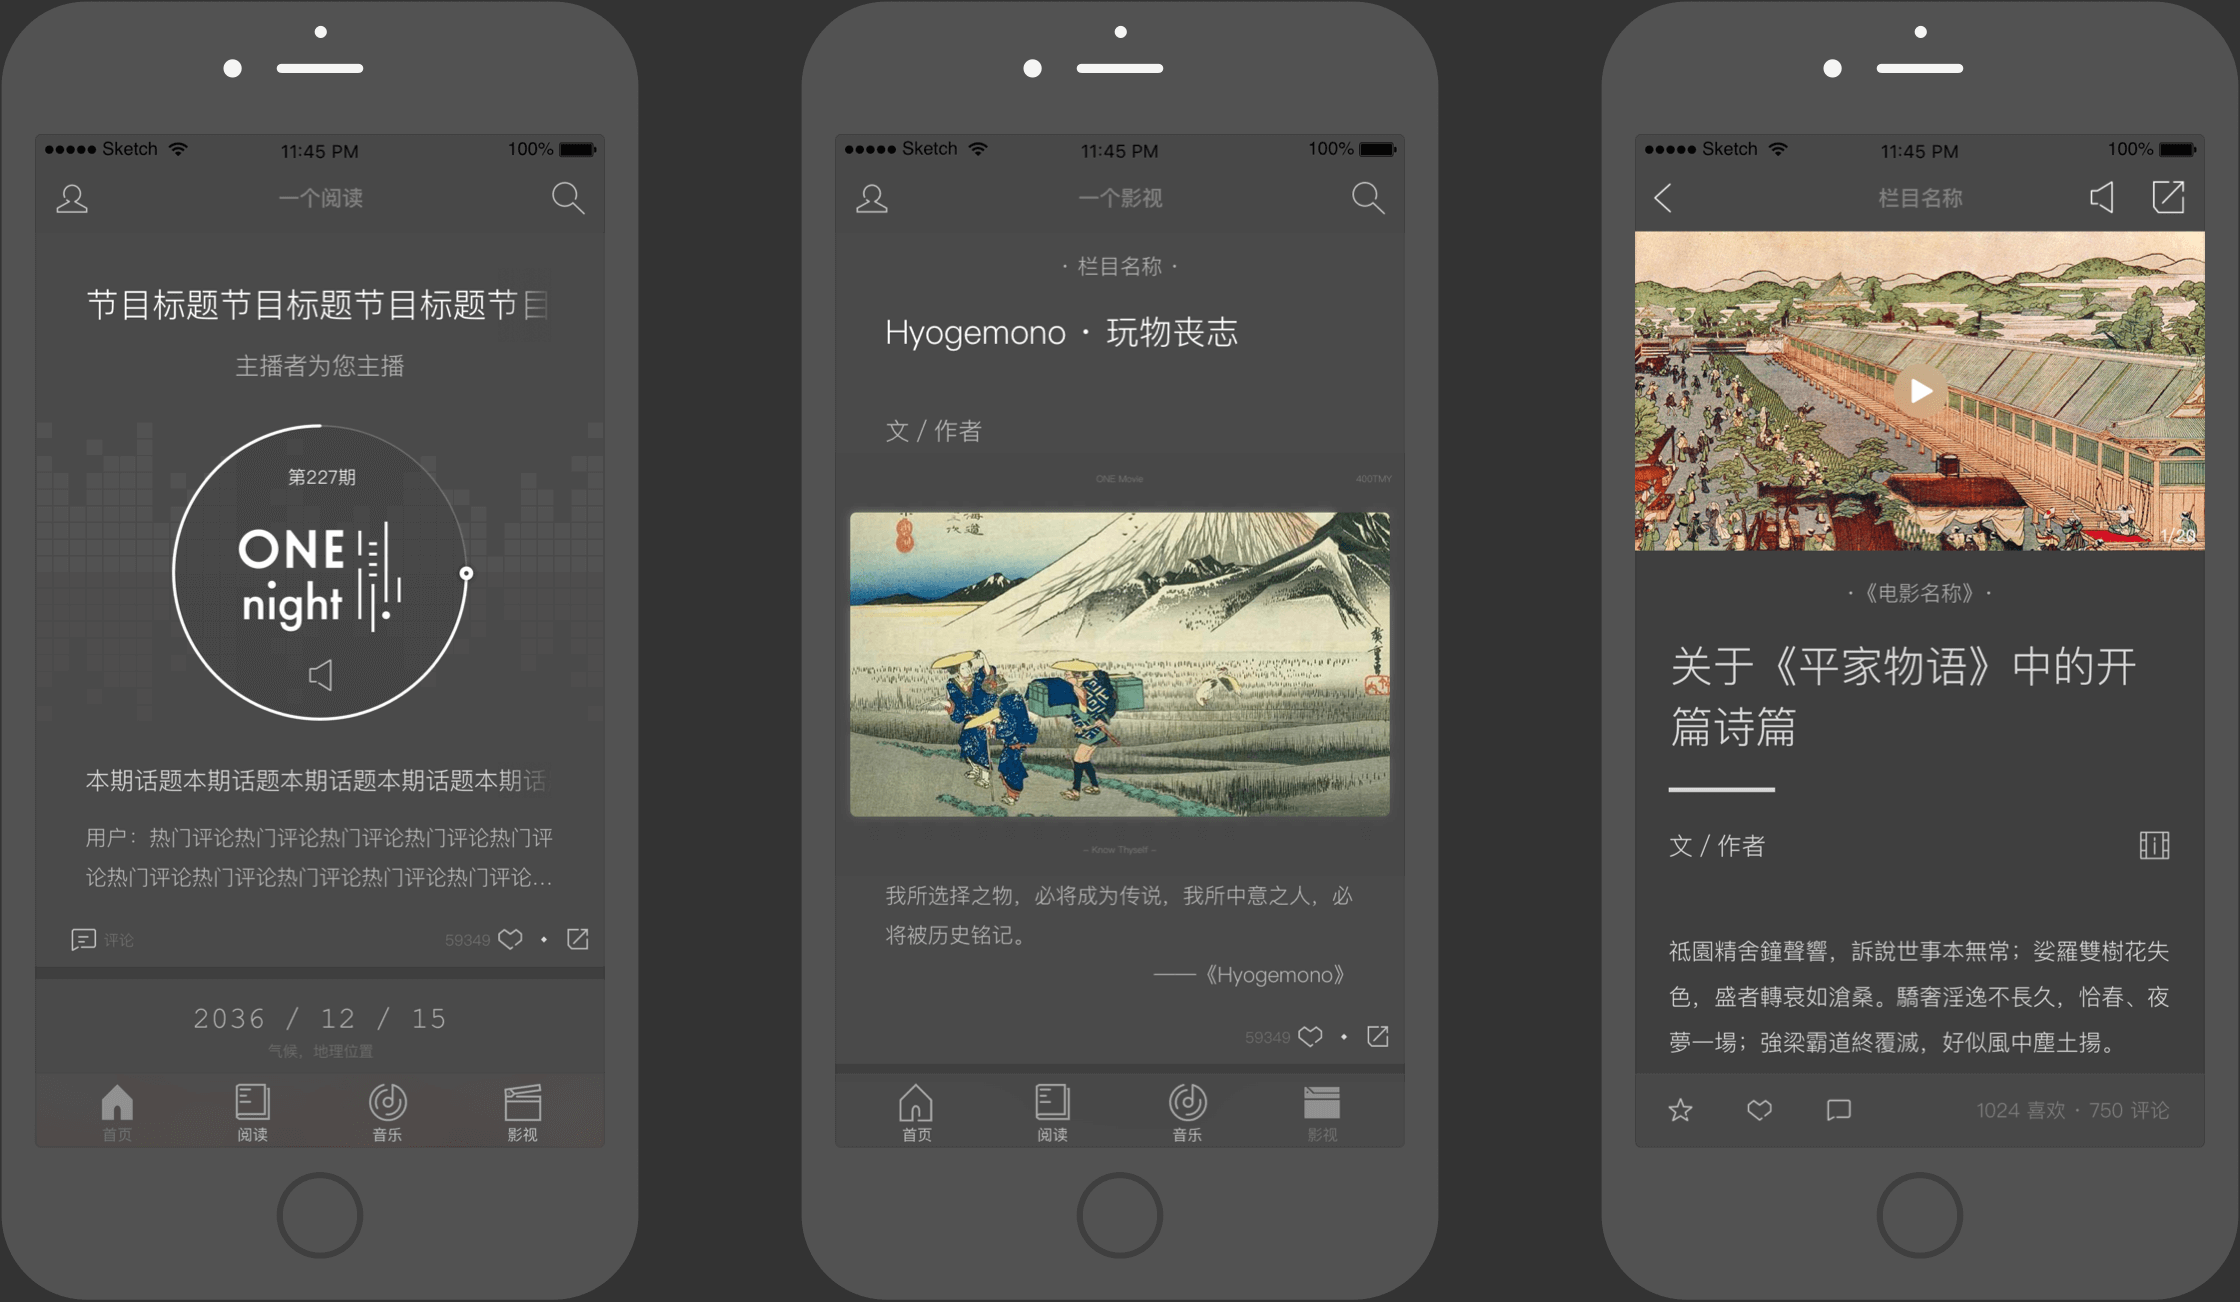 Sketch
11:45 PM
100%
一个阅读
节目标题节目标题节目标题节目
主播者为您主播
第227期
ONE
night
本期话题本期话题本期话题本期话题本期话
用户：热门评论热门评论热门评论热门评论热门评
论热门评论热门评论热门评论热门评论热门评论...
评论
59349
2036 / 12 / 15
气候，地理位置
首页
阅读
音乐
影视
Sketch
11:45 PM
100%
一个影视
· 栏目名称 ·
Hyogemono · 玩物丧志
文 / 作者
ONE Movie
400TMY
– Know Thyself –
我所选择之物，必将成为传说，我所中意之人，必
将被历史铭记。
——《Hyogemono》
59349
首页
阅读
音乐
影视
Sketch
11:45 PM
100%
栏目名称
1/20
·《电影名称》·
关于《平家物语》中的开
篇诗篇
文 / 作者
祗園精舍鐘聲響，訴說世事本無常；娑羅雙樹花失
色，盛者轉衰如滄桑。驕奢淫逸不長久，恰春、夜
夢一場；強梁霸道終覆滅，好似風中塵土揚。
1024 喜欢 · 750 评论